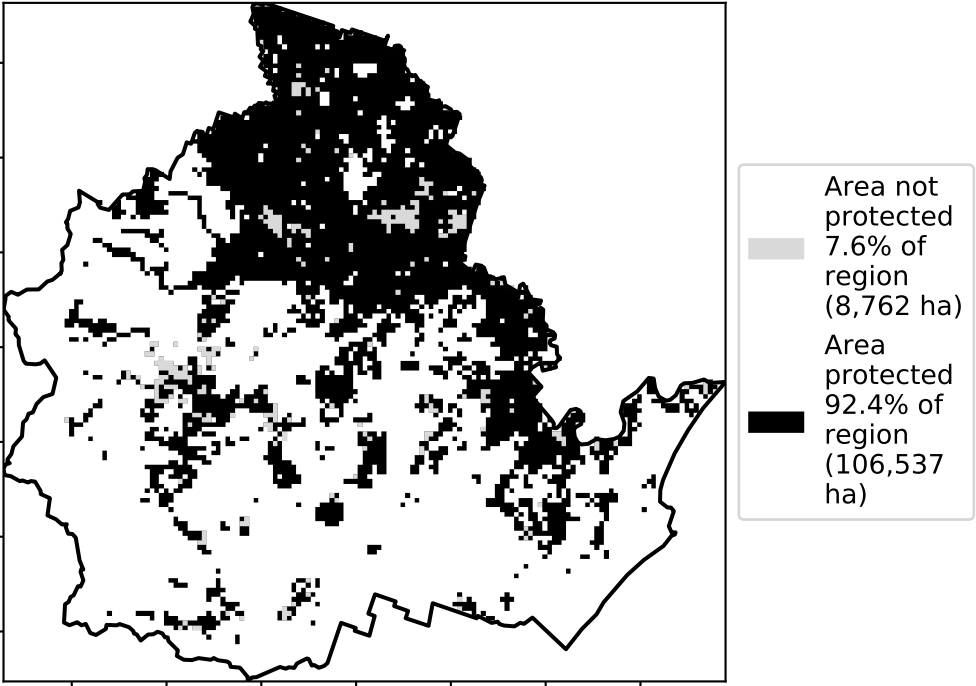 Area not
protected
7.6% of
region
(8,762 ha)
Area
protected
92.4% of
region
(106,537
ha)